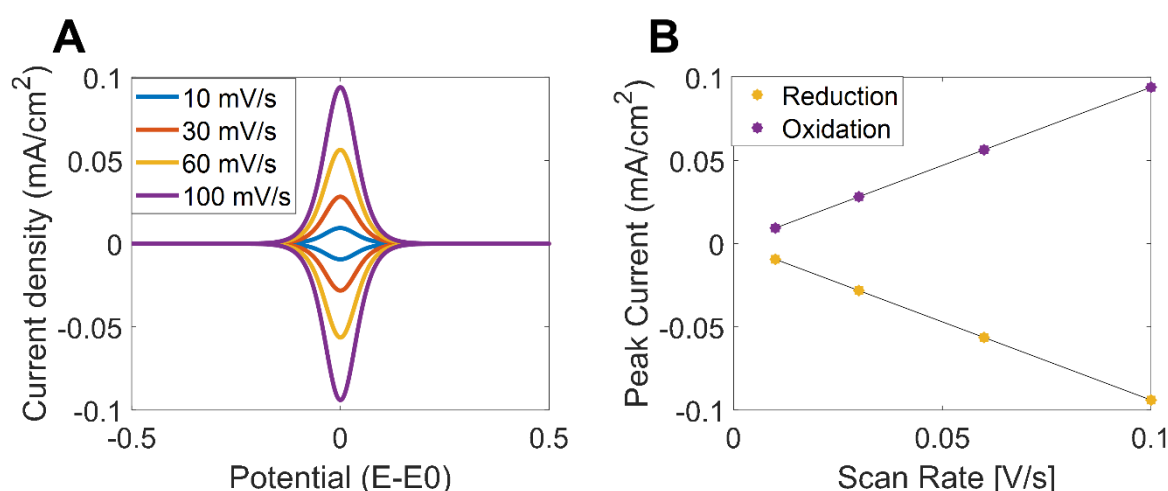 A
Current density (mA/cm²)
0.1
0.05
0
-0.05
-0.1
10 mV/s
30 mV/s
60 mV/s
100 mV/s
-0.5
0
0.5
Potential (E-E0)
B
Peak Current (mA/cm²)
0.1
0.05
0
-0.05
-0.1
Reduction
Oxidation
0
0.05
0.1
Scan Rate [V/s]